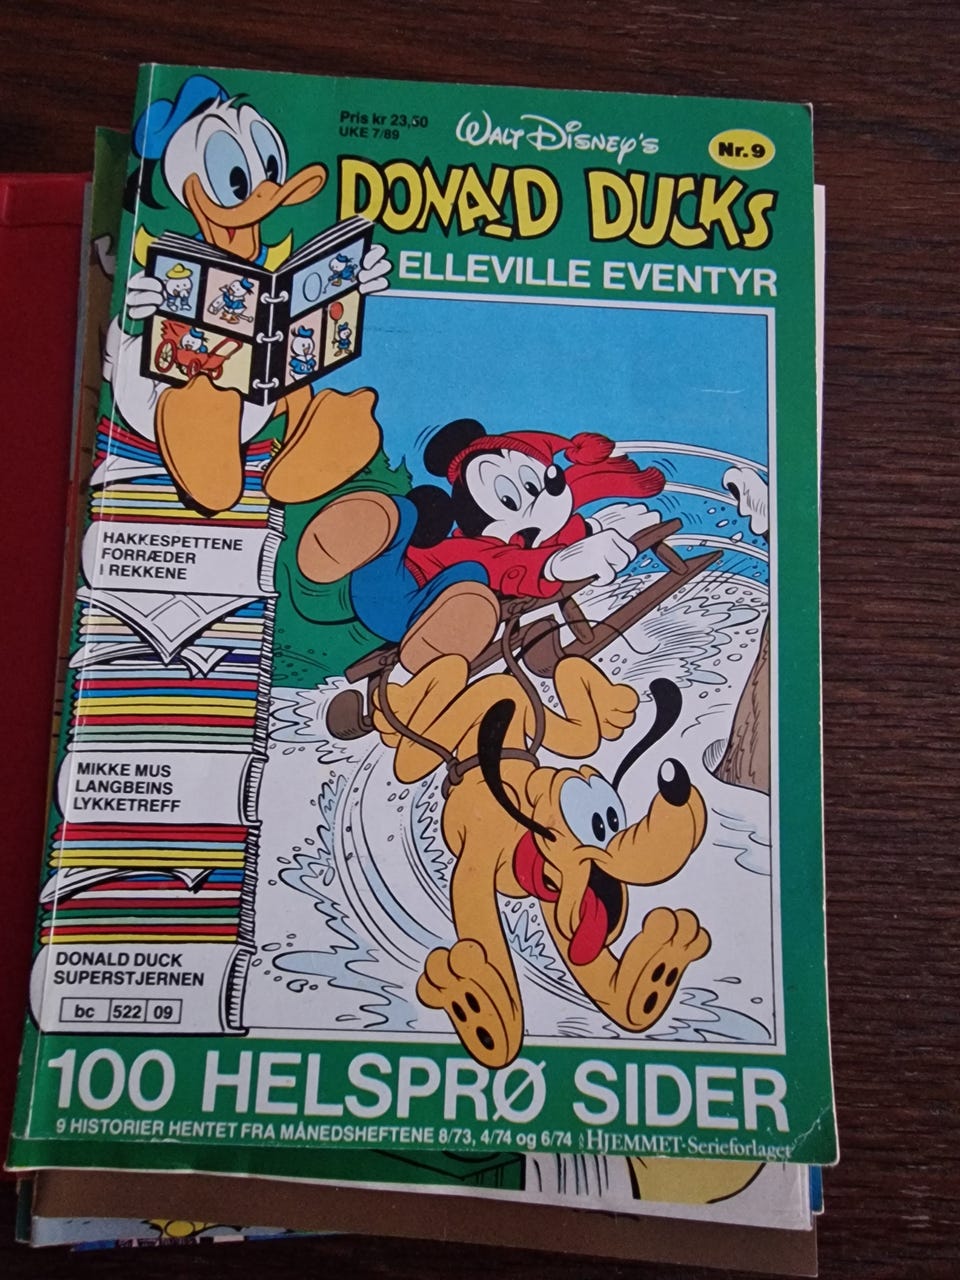 Pris kr 23,50
UKE 7/89
WALT DISNEY'S
Nr. 9
DONALD DUCKS
ELLEVILLE EVENTYR
HAKKESPETTENE
FORRÆDER
I REKKENE
MIKKE MUS
LANGBEINS
LYKKETREFF
DONALD DUCK
SUPERSTJERNEN
bc 522 09
100 HELSPRØ SIDER
9 HISTORIER HENTET FRA MÅNEDSHEFTENE 8/73, 4/74 og 6/74 HJEMMET-Serieforlaget